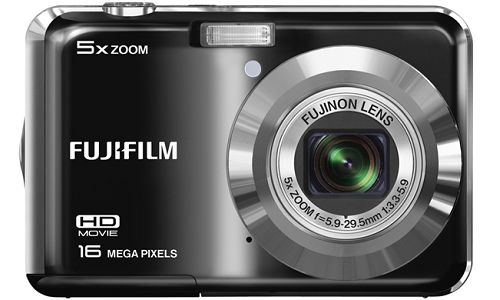 5x ZOOM
FUJINON LENS
FUJIFILM
5x ZOOM f=5.9-29.5mm 1:3.3-5.9
HD
MOVIE
16 MEGA PIXELS